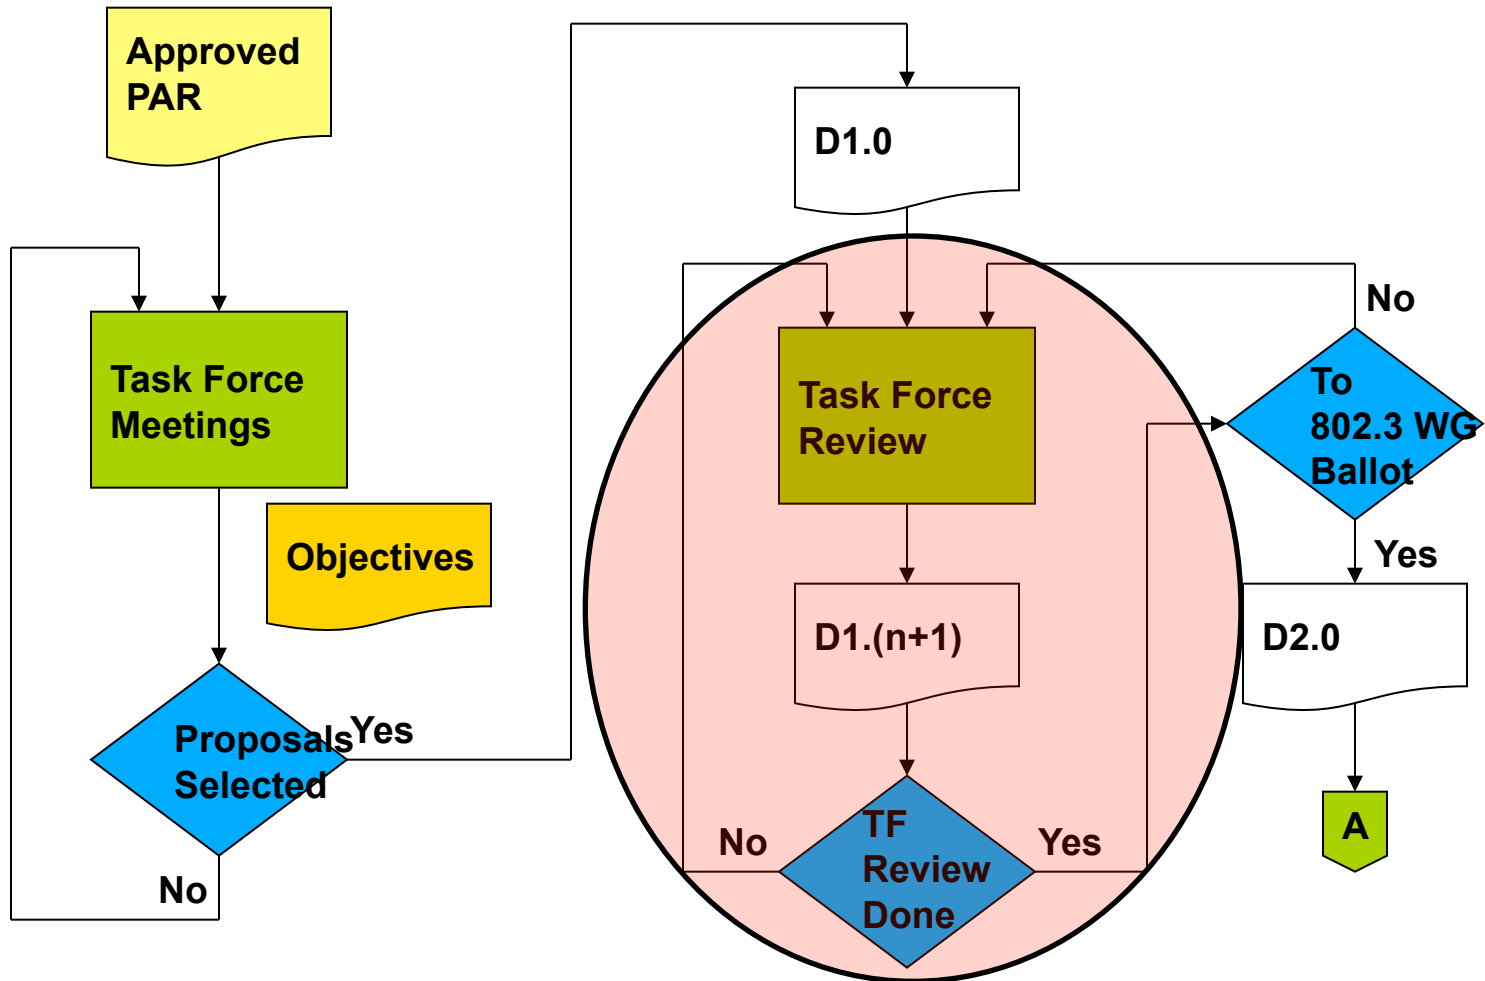 Approved
PAR
Task Force
Meetings
Objectives
Proposals
Selected
Yes
No
D1.0
Task Force
Review
D1.(n+1)
TF
Review
Done
No
Yes
To
802.3 WG
Ballot
No
Yes
D2.0
A